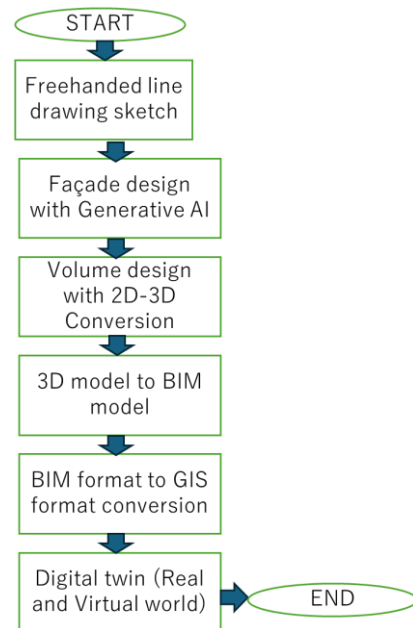 START
Freehanded line
drawing sketch
Façade design
with Generative AI
Volume design
with 2D-3D
Conversion
3D model to BIM
model
BIM format to GIS
format conversion
Digital twin (Real
and Virtual world)
END